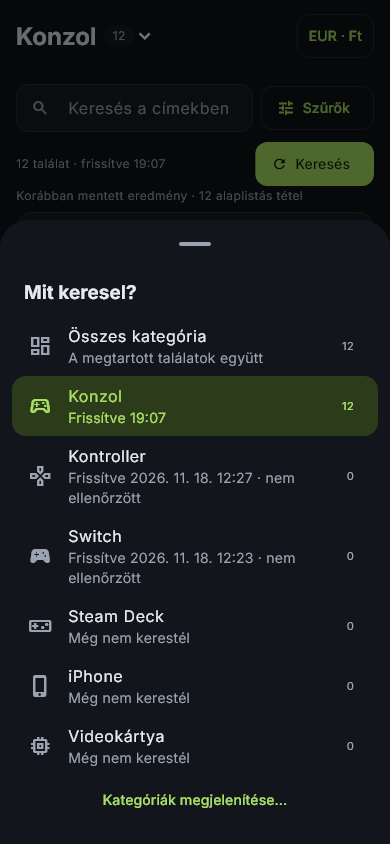 Konzol 12
EUR · Ft
Keresés a címekben
Szűrők
12 találat · frissítve 19:07
Keresés
Korábban mentett eredmény · 12 alaplistás tétel
Mit keresel?
Összes kategória
A megtartott találatok együtt
12
Konzol
Frissítve 19:07
12
Kontroller
Frissítve 2026. 11. 18. 12:27 · nem
ellenőrzött
0
Switch
Frissítve 2026. 11. 18. 12:23 · nem
ellenőrzött
0
Steam Deck
Még nem kerestél
0
iPhone
Még nem kerestél
0
Videokártya
Még nem kerestél
0
Kategóriák megjelenítése...